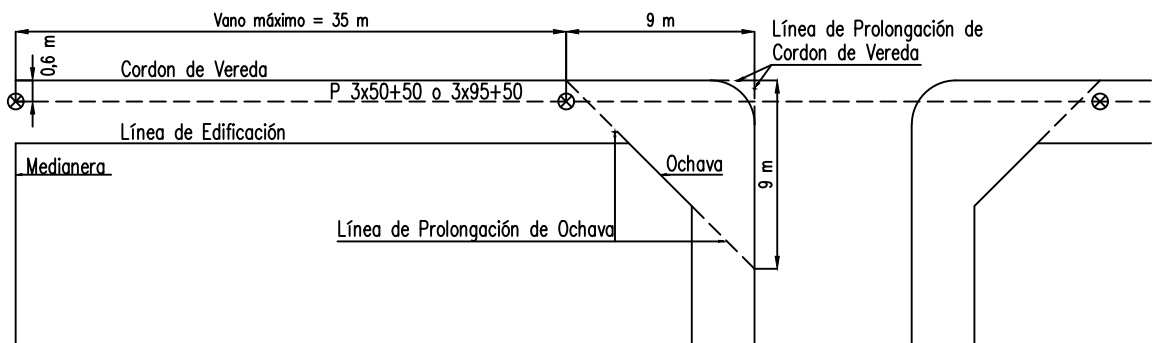 Vano máximo = 35 m
9 m
Línea de Prolongación de
Cordon de Vereda
0,6 m
Cordon de Vereda
P 3x50+50 o 3x95+50
Línea de Edificación
Medianera
Ochava
9 m
Línea de Prolongación de Ochava